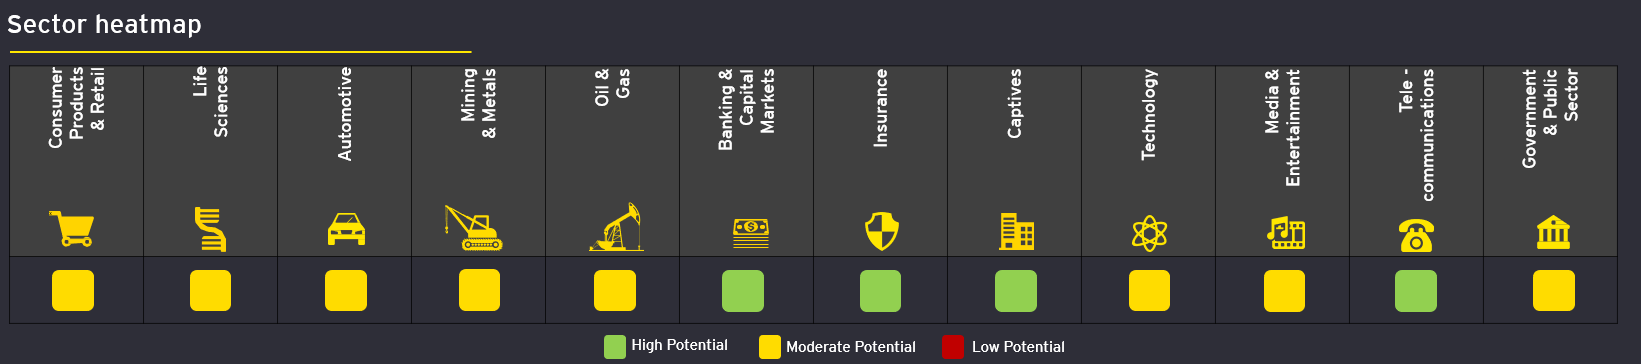 Sector heatmap
Consumer
Products
& Retail
Life
Sciences
Automotive
Mining
& Metals
Oil &
Gas
Banking &
Capital
Markets
Insurance
Captives
Technology
Media &
Entertainment
Tele -
communications
Government
& Public
Sector
High Potential
Moderate Potential
Low Potential